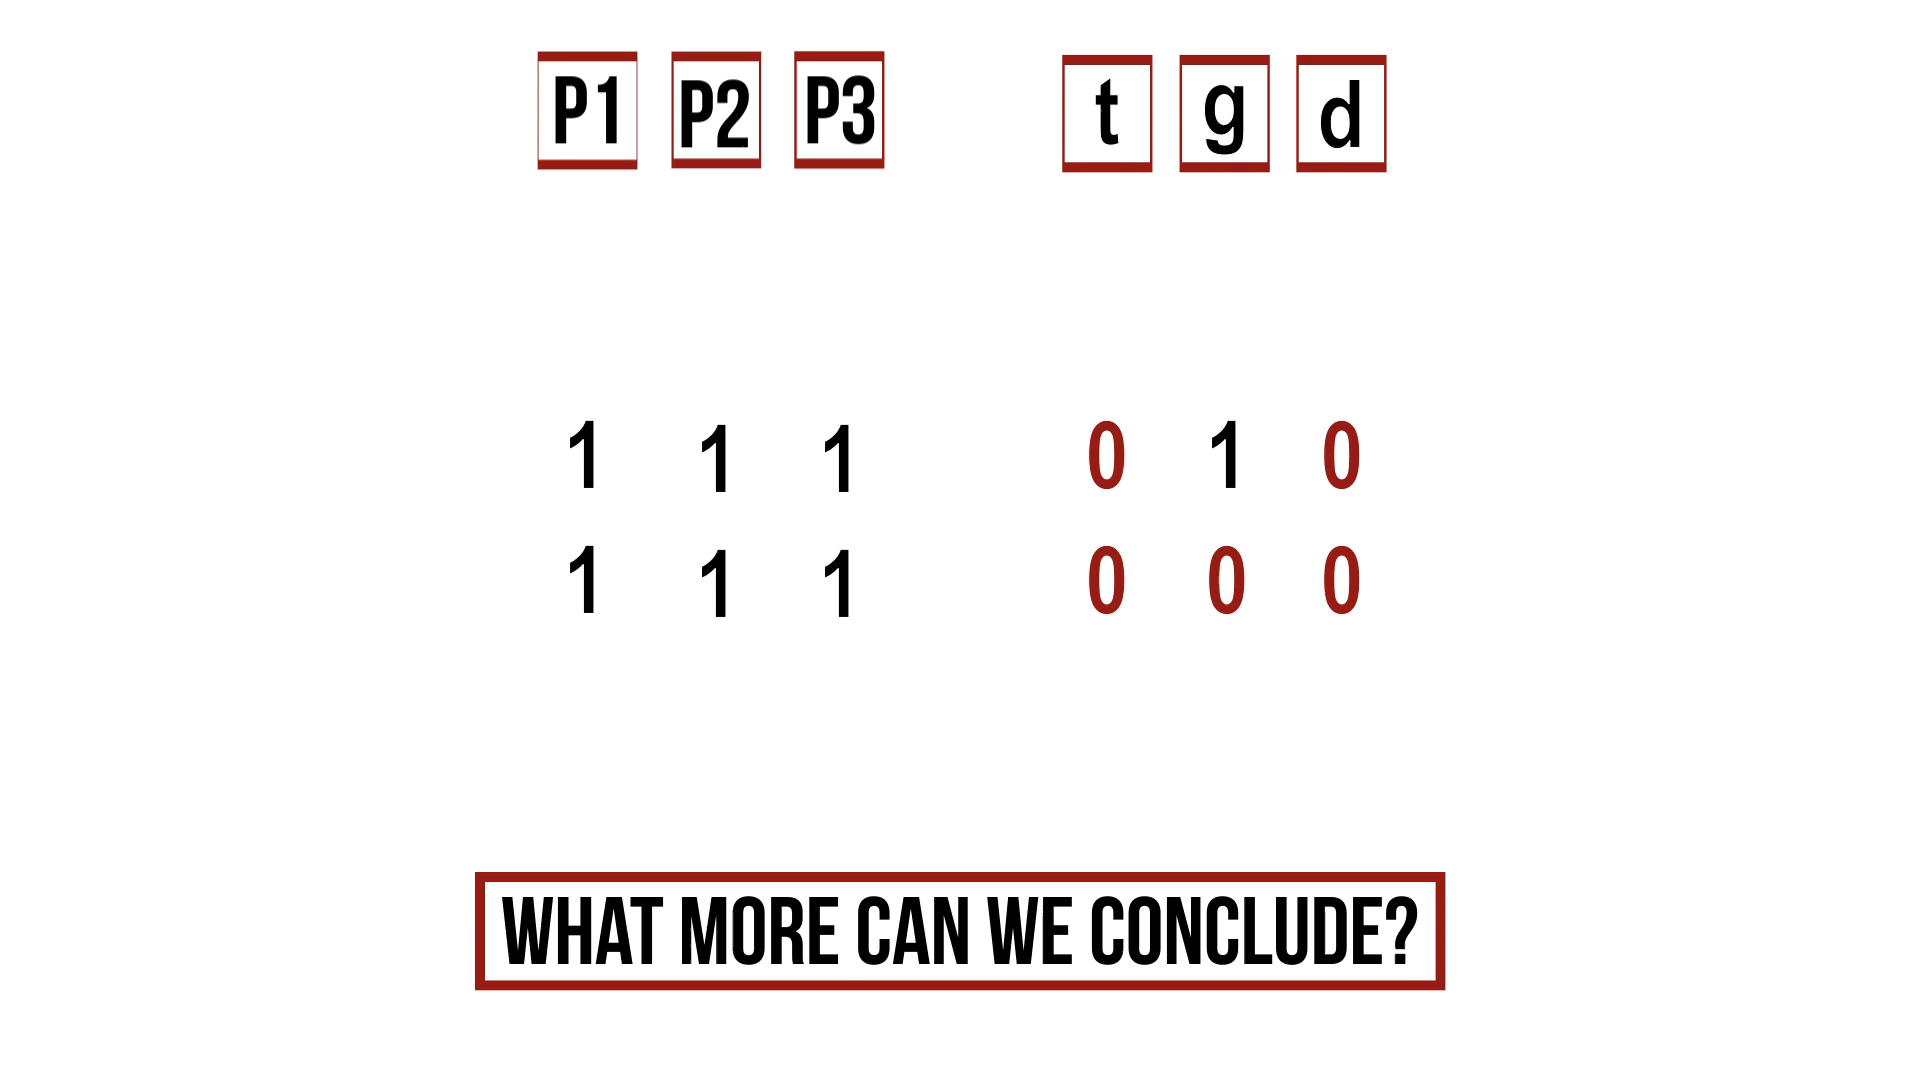 P1 P2 P3 t g d
1 1 1 0 1 0
1 1 1 0 0 0
WHAT MORE CAN WE CONCLUDE?